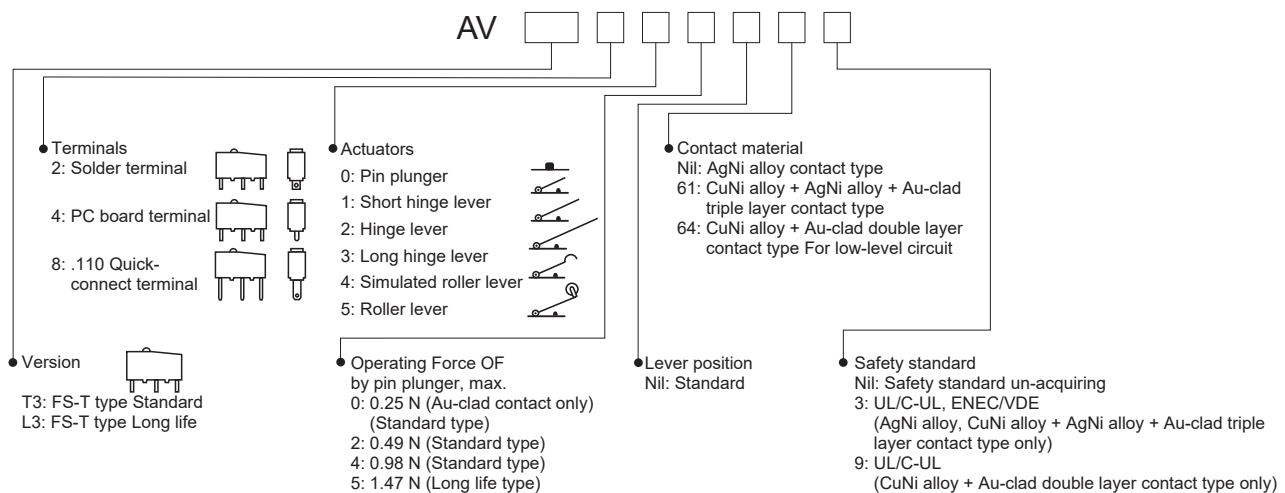 AV
Terminals
2: Solder terminal
4: PC board terminal
8: .110 Quick-
connect terminal
Actuators
0: Pin plunger
1: Short hinge lever
2: Hinge lever
3: Long hinge lever
4: Simulated roller lever
5: Roller lever
Contact material
Nil: AgNi alloy contact type
61: CuNi alloy + AgNi alloy + Au-clad
triple layer contact type
64: CuNi alloy + Au-clad double layer
contact type For low-level circuit
Version
T3: FS-T type Standard
L3: FS-T type Long life
Operating Force OF
by pin plunger, max.
0: 0.25 N (Au-clad contact only)
(Standard type)
2: 0.49 N (Standard type)
4: 0.98 N (Standard type)
5: 1.47 N (Long life type)
Lever position
Nil: Standard
Safety standard
Nil: Safety standard un-acquiring
3: UL/C-UL, ENEC/VDE
(AgNi alloy, CuNi alloy + AgNi alloy + Au-clad triple
layer contact type only)
9: UL/C-UL
(CuNi alloy + Au-clad double layer contact type only)